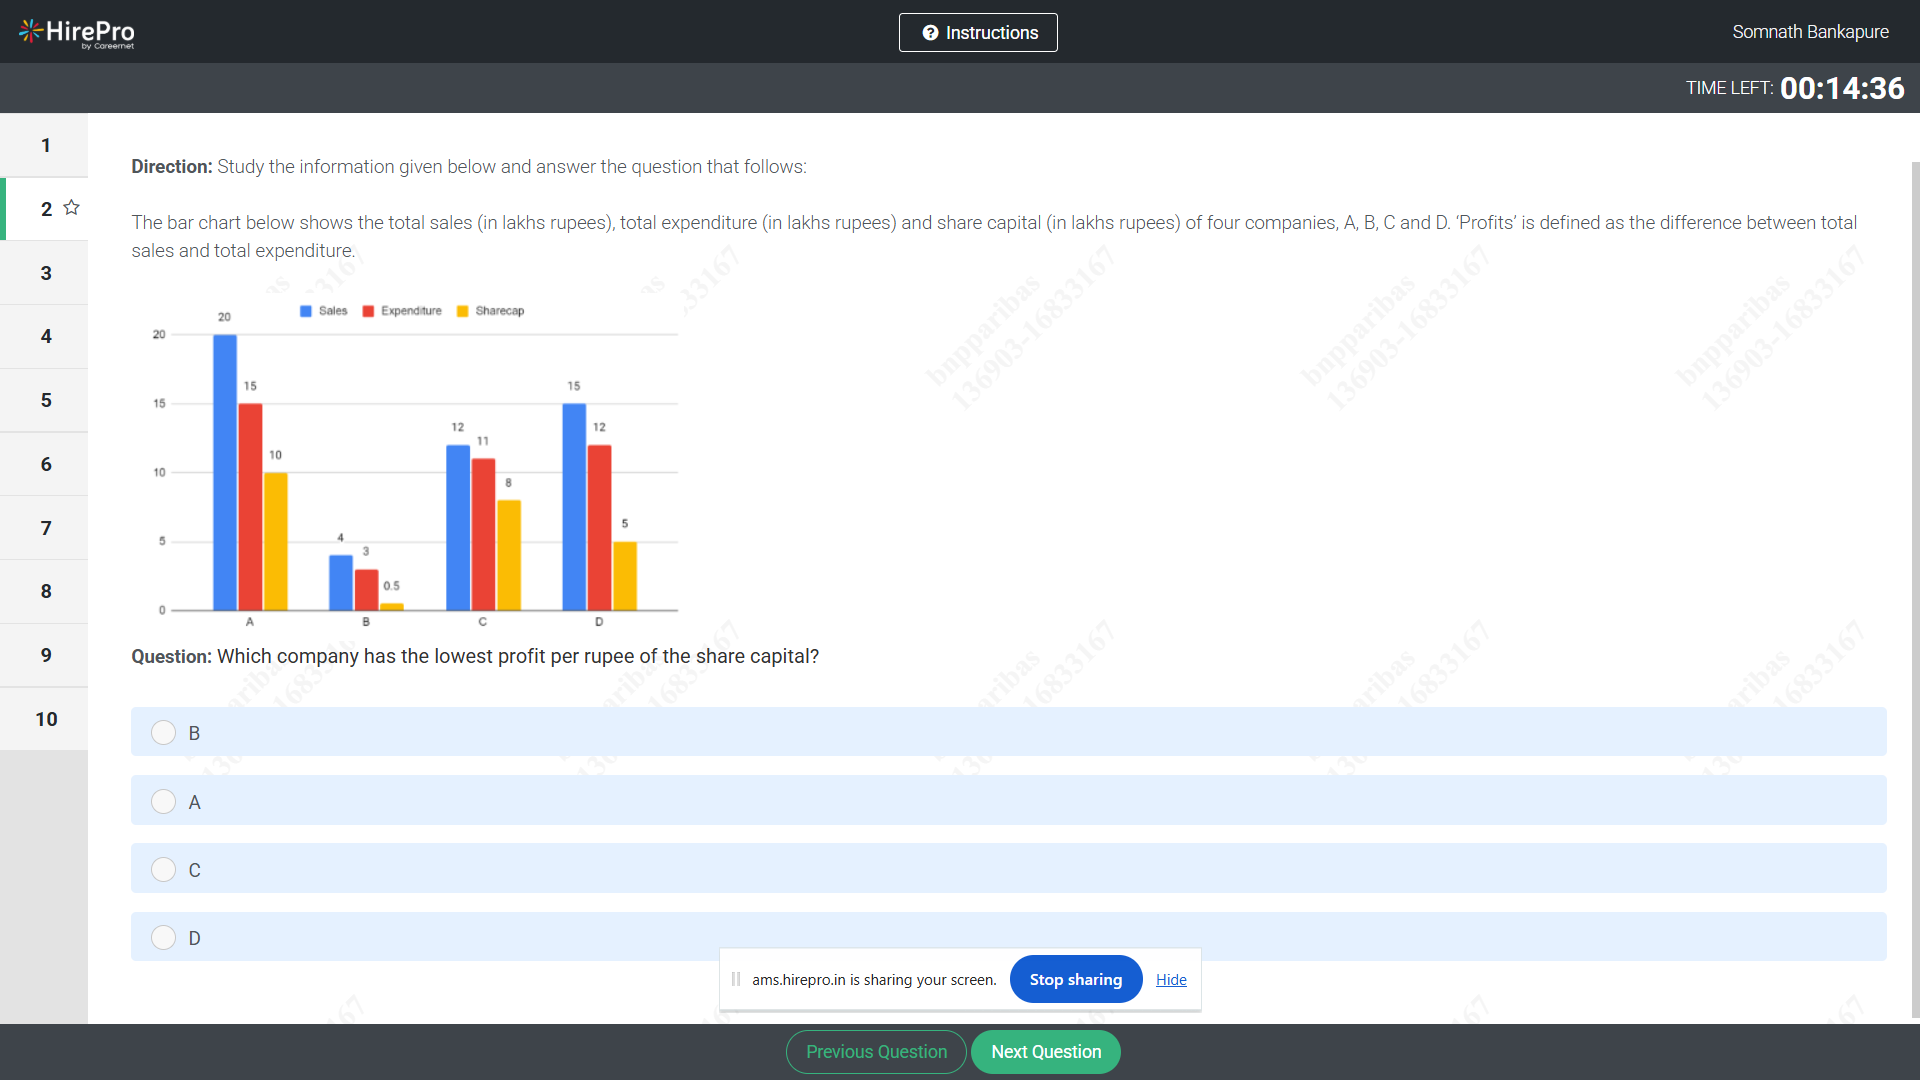 HirePro
by Careernet
Instructions
Somnath Bankapure
TIME LEFT: 00:14:36
1
2
3
4
5
6
7
8
9
10
Direction: Study the information given below and answer the question that follows:
The bar chart below shows the total sales (in lakhs rupees), total expenditure (in lakhs rupees) and share capital (in lakhs rupees) of four companies, A, B, C and D. ‘Profits’ is defined as the difference between total
sales and total expenditure.
Sales Expenditure Sharecap
20
15
10
5
0
20 15 10
4 3 0.5
12 11 8
15 12 5
A B C D
bnpparibas
136903-16833167
bnpparibas
136903-16833167
bnpparibas
136903-16833167
Question: Which company has the lowest profit per rupee of the share capital?
B
A
C
D
ams.hirepro.in is sharing your screen. Stop sharing Hide
Previous Question Next Question